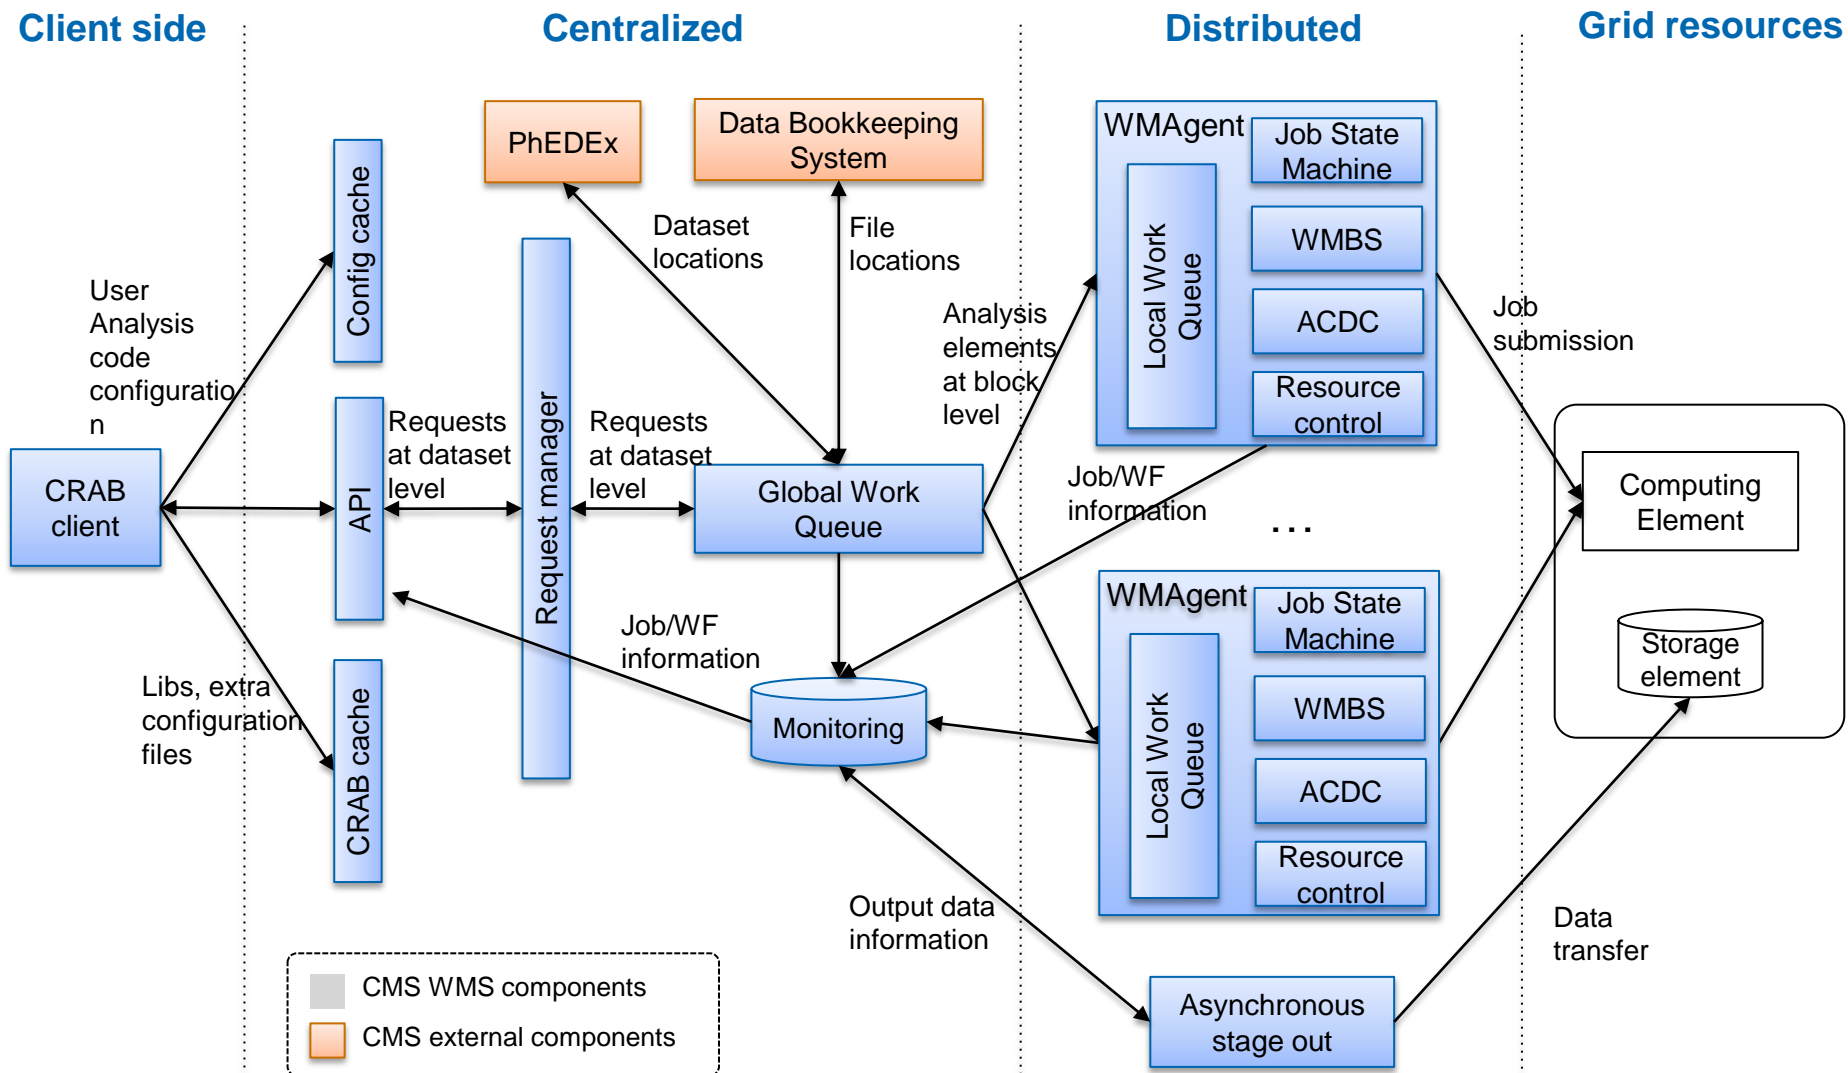 Client side
Centralized
Distributed
Grid resources
PhEDEx
Data Bookkeeping
System
Config cache
Dataset
locations
File
locations
User
Analysis
code
configuratio
n
CRAB
client
API
Requests
at dataset
level
Request manager
Requests
at dataset
level
Global Work
Queue
Analysis
elements
at block
level
WMAgent
Local Work
Queue
Job State
Machine
WMBS
ACDC
Resource
control
Job
submission
Computing
Element
Storage
element
Job/WF
information
...
Job/WF
information
Monitoring
Libs, extra
configuration
files
CRAB cache
WMAgent
Local Work
Queue
Job State
Machine
WMBS
ACDC
Resource
control
Output data
information
Data
transfer
Asynchronous
stage out
CMS WMS components
CMS external components